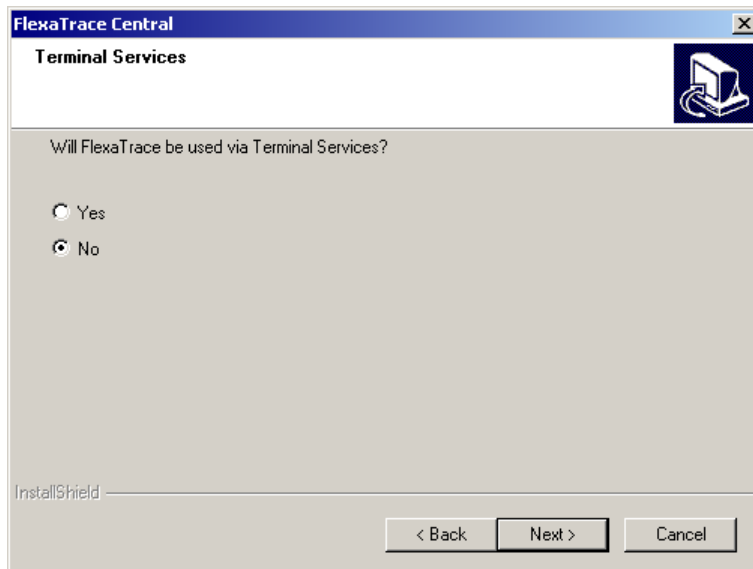 FlexaTrace Central
Terminal Services
Will FlexaTrace be used via Terminal Services?
Yes
No
InstallShield
< Back Next > Cancel